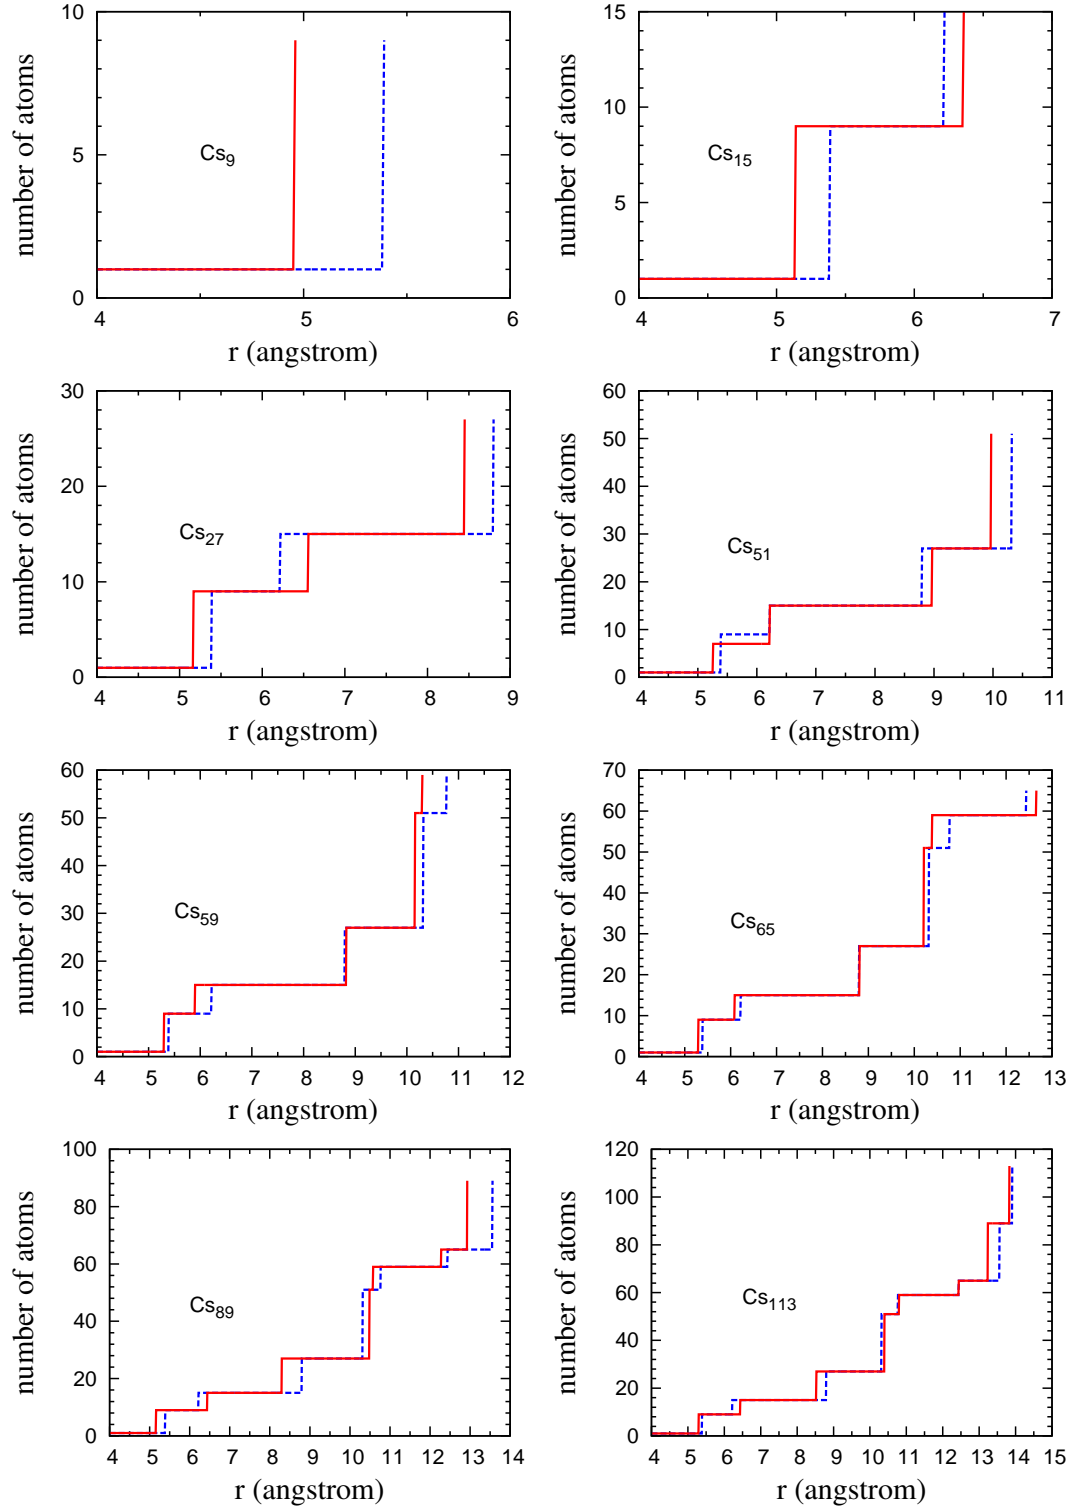 number of atoms
10
5
0
Cs9
4 5 6
r (angstrom)
number of atoms
15
10
5
0
Cs15
4 5 6 7
r (angstrom)
number of atoms
30
20
10
0
Cs27
4 5 6 7 8 9
r (angstrom)
number of atoms
60
50
40
30
20
10
0
Cs51
4 5 6 7 8 9 10 11
r (angstrom)
number of atoms
60
50
40
30
20
10
0
Cs59
4 5 6 7 8 9 10 11 12
r (angstrom)
number of atoms
70
60
50
40
30
20
10
0
Cs65
4 5 6 7 8 9 10 11 12 13
r (angstrom)
number of atoms
100
80
60
40
20
0
Cs89
4 5 6 7 8 9 10 11 12 13 14
r (angstrom)
number of atoms
120
100
80
60
40
20
0
Cs113
4 5 6 7 8 9 10 11 12 13 14 15
r (angstrom)